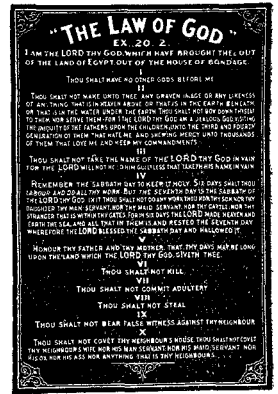 "THE LAW OF GOD"
EX. 20. 2.
I AM THE LORD THY GOD, WHICH HAVE BROUGHT THEE OUT
OF THE LAND OF EGYPT, OUT OF THE HOUSE OF BONDAGE.
I
THOU SHALT HAVE NO OTHER GODS BEFORE ME
II
THOU SHALT NOT MAKE UNTO THEE ANY GRAVEN IMAGE OR ANY LIKENESS
OF ANYTHING THAT IS IN HEAVEN ABOVE OR THAT IS IN THE EARTH BENEATH
OR THAT IS IN THE WATER UNDER THE EARTH THOU SHALT NOT BOW DOWN THYSELF
TO THEM NOR SERVE THEM: FOR I THE LORD THY GOD AM A JEALOUS GOD VISITING
THE INIQUITY OF THE FATHERS UPON THE CHILDREN UNTO THE THIRD AND FOURTH
GENERATION OF THEM THAT HATE ME AND SHEWING MERCY UNTO THOUSANDS
OF THEM THAT LOVE ME AND KEEP MY COMMANDMENTS
III
THOU SHALT NOT TAKE THE NAME OF THE LORD THY GOD IN VAIN
FOR THE LORD WILL NOT HOLD HIM GUILTLESS THAT TAKETH HIS NAME IN VAIN
IV
REMEMBER THE SABBATH DAY TO KEEP IT HOLY. SIX DAYS SHALT THOU
LABOUR AND DO ALL THY WORK. BUT THE SEVENTH DAY IS THE SABBATH OF
THE LORD THY GOD. IN IT THOU SHALT NOT DO ANY WORK THOU NOR THY SON NOR THY
DAUGHTER THY MAN SERVANT, NOR THY MAID SERVANT, NOR THY CATTLE, NOR THY
STRANGER THAT IS WITHIN THY GATES. FOR IN SIX DAYS THE LORD MADE HEAVEN AND
EARTH THE SEA, AND ALL THAT IN THEM IS, AND RESTED THE SEVENTH DAY.
WHEREFORE THE LORD BLESSED THE SABBATH DAY AND HALLOWED IT.
V
HONOUR THY FATHER AND THY MOTHER, THAT THY DAYS MAY BE LONG
UPON THE LAND WHICH THE LORD THY GOD GIVETH THEE.
VI
THOU SHALT NOT KILL
VII
THOU SHALT NOT COMMIT ADULTERY
VIII
THOU SHALT NOT STEAL
IX
THOU SHALT NOT BEAR FALSE WITNESS AGAINST THY NEIGHBOUR
X
THOU SHALT NOT COVET THY NEIGHBOUR'S HOUSE THOU SHALT NOT COVET
THY NEIGHBOUR'S WIFE NOR HIS MAN SERVANT, NOR HIS MAID SERVANT NOR
HIS OX, NOR HIS ASS NOR ANYTHING THAT IS THY NEIGHBOURS.